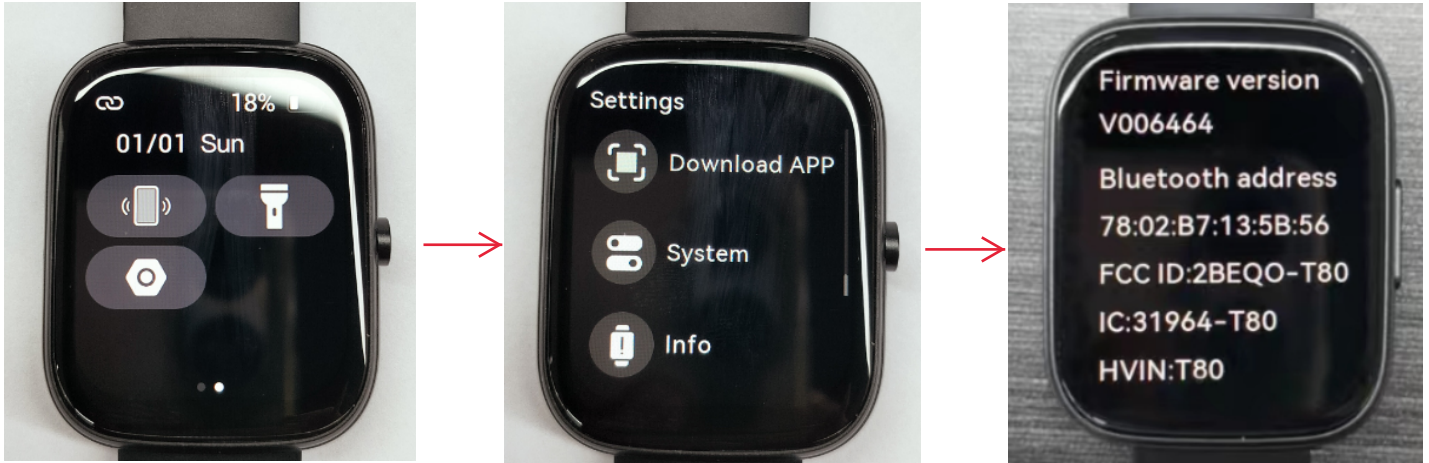 18%
01/01 Sun
Settings
Download APP
System
Info
Firmware version
V006464
Bluetooth address
78:02:B7:13:5B:56
FCC ID:2BEQO-T80
IC:31964-T80
HVIN:T80